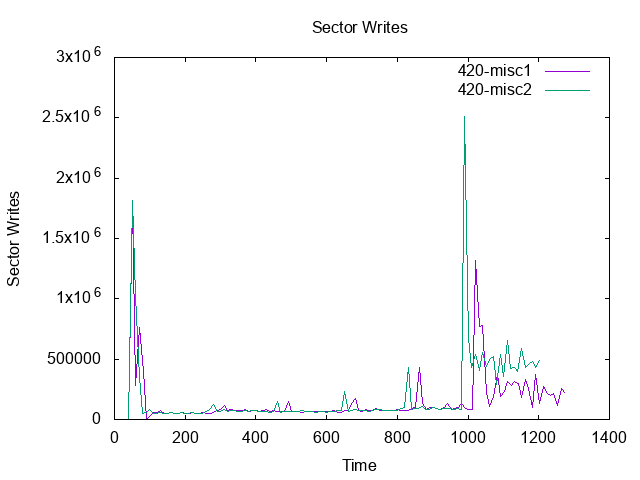 Sector Writes
3x10^6
2.5x10^6
2x10^6
1.5x10^6
1x10^6
500000
0
Sector Writes
420-misc1
420-misc2
0 200 400 600 800 1000 1200 1400
Time